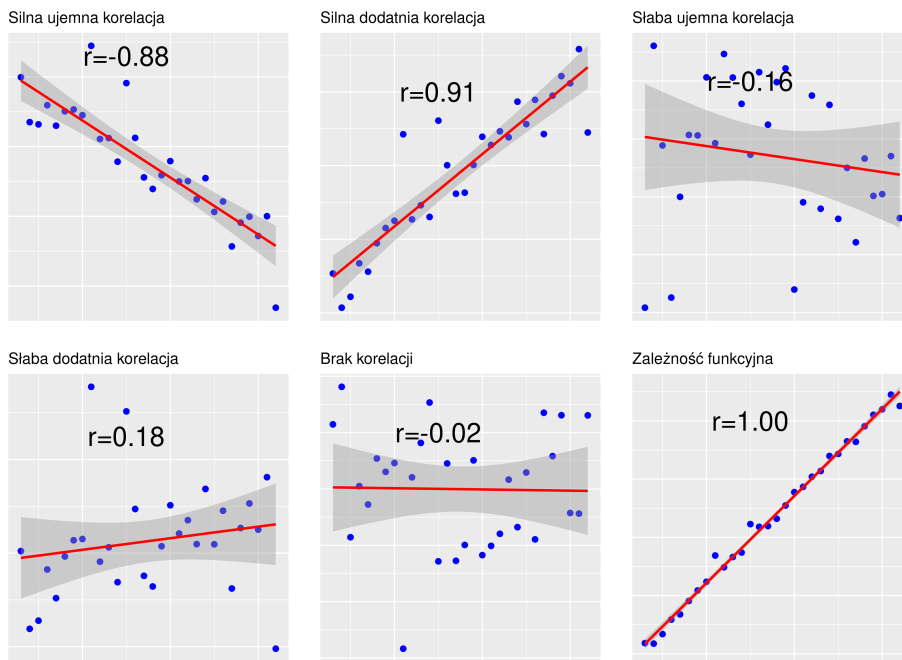 Silna ujemna korelacja
r=-0.88
Silna dodatnia korelacja
r=0.91
Słaba ujemna korelacja
r=-0.16
Słaba dodatnia korelacja
r=0.18
Brak korelacji
r=-0.02
Zależność funkcyjna
r=1.00